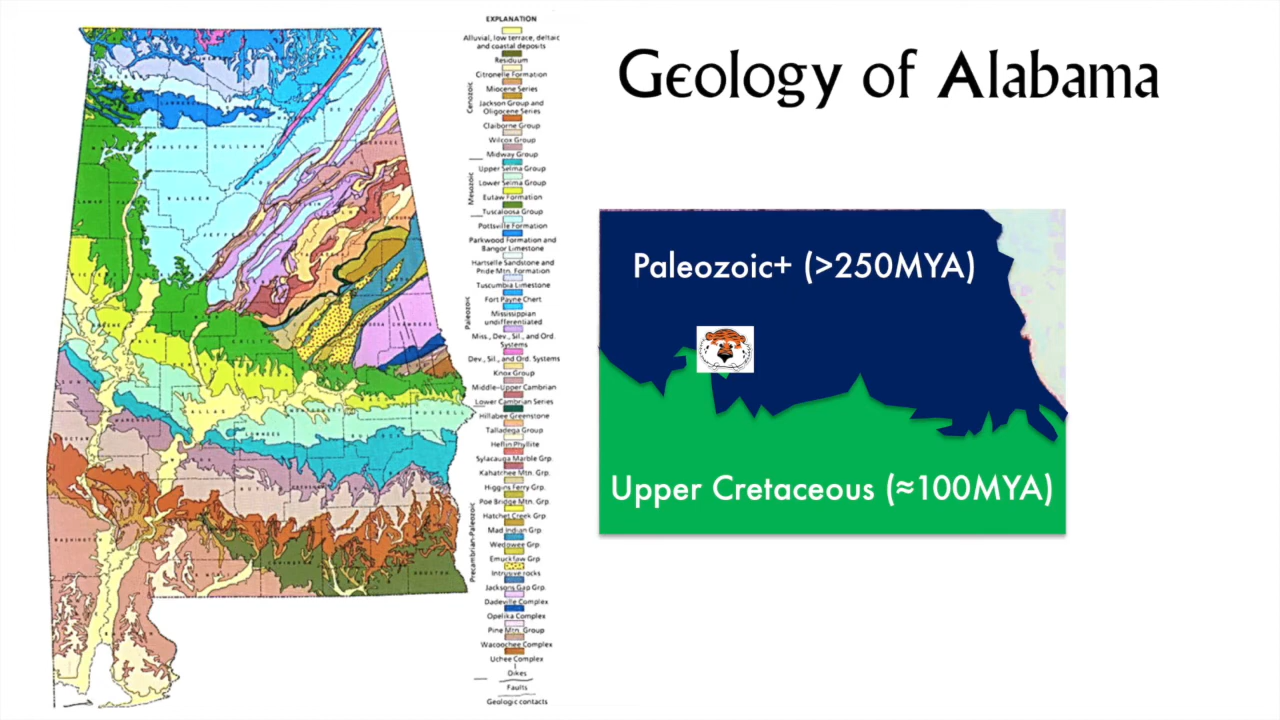 Geology of Alabama
EXPLANATION
Alluvial, low terrace, deltaic
and coastal deposits
Residuum
Citronelle Formation
Miocene Series
Jackson Group and
Oligocene Series
Claiborne Group
Wilcox Group
Midway Group
Upper Selma Group
Lower Selma Group
Eutaw Formation
Tuscaloosa Group
Pottsville Formation
Parkwood Formation and
Bangor Limestone
Hartselle Sandstone and
Pride Mtn. Formation
Tuscumbia Limestone
Fort Payne Chert
Mississippian
undifferentiated
Miss., Dev., Sil., and Ord.
Systems
Dev., Sil., and Ord. Systems
Knox Group
Middle-Upper Cambrian
Lower Cambrian Series
Hillabee Greenstone
Talladega Group
Heflin Phyllite
Sylacauga Marble Grp.
Kahatchee Mtn. Grp.
Higgins Ferry Grp.
Poe Bridge Mtn. Grp.
Hatchet Creek Grp
Mad Indian Grp
Wedowee Grp
Emuckfaw Grp
Intrusive rocks
Jacksons Gap Grp.
Dadeville Complex
Opelika Complex
Pine Mtn. Group
Wacoochee Complex
Uchee Complex
Dikes
Faults
Geologic contacts
Cenozoic
Mesozoic
Paleozoic
Precambrian-Paleozoic
Paleozoic+ (>250MYA)
Upper Cretaceous (≈100MYA)